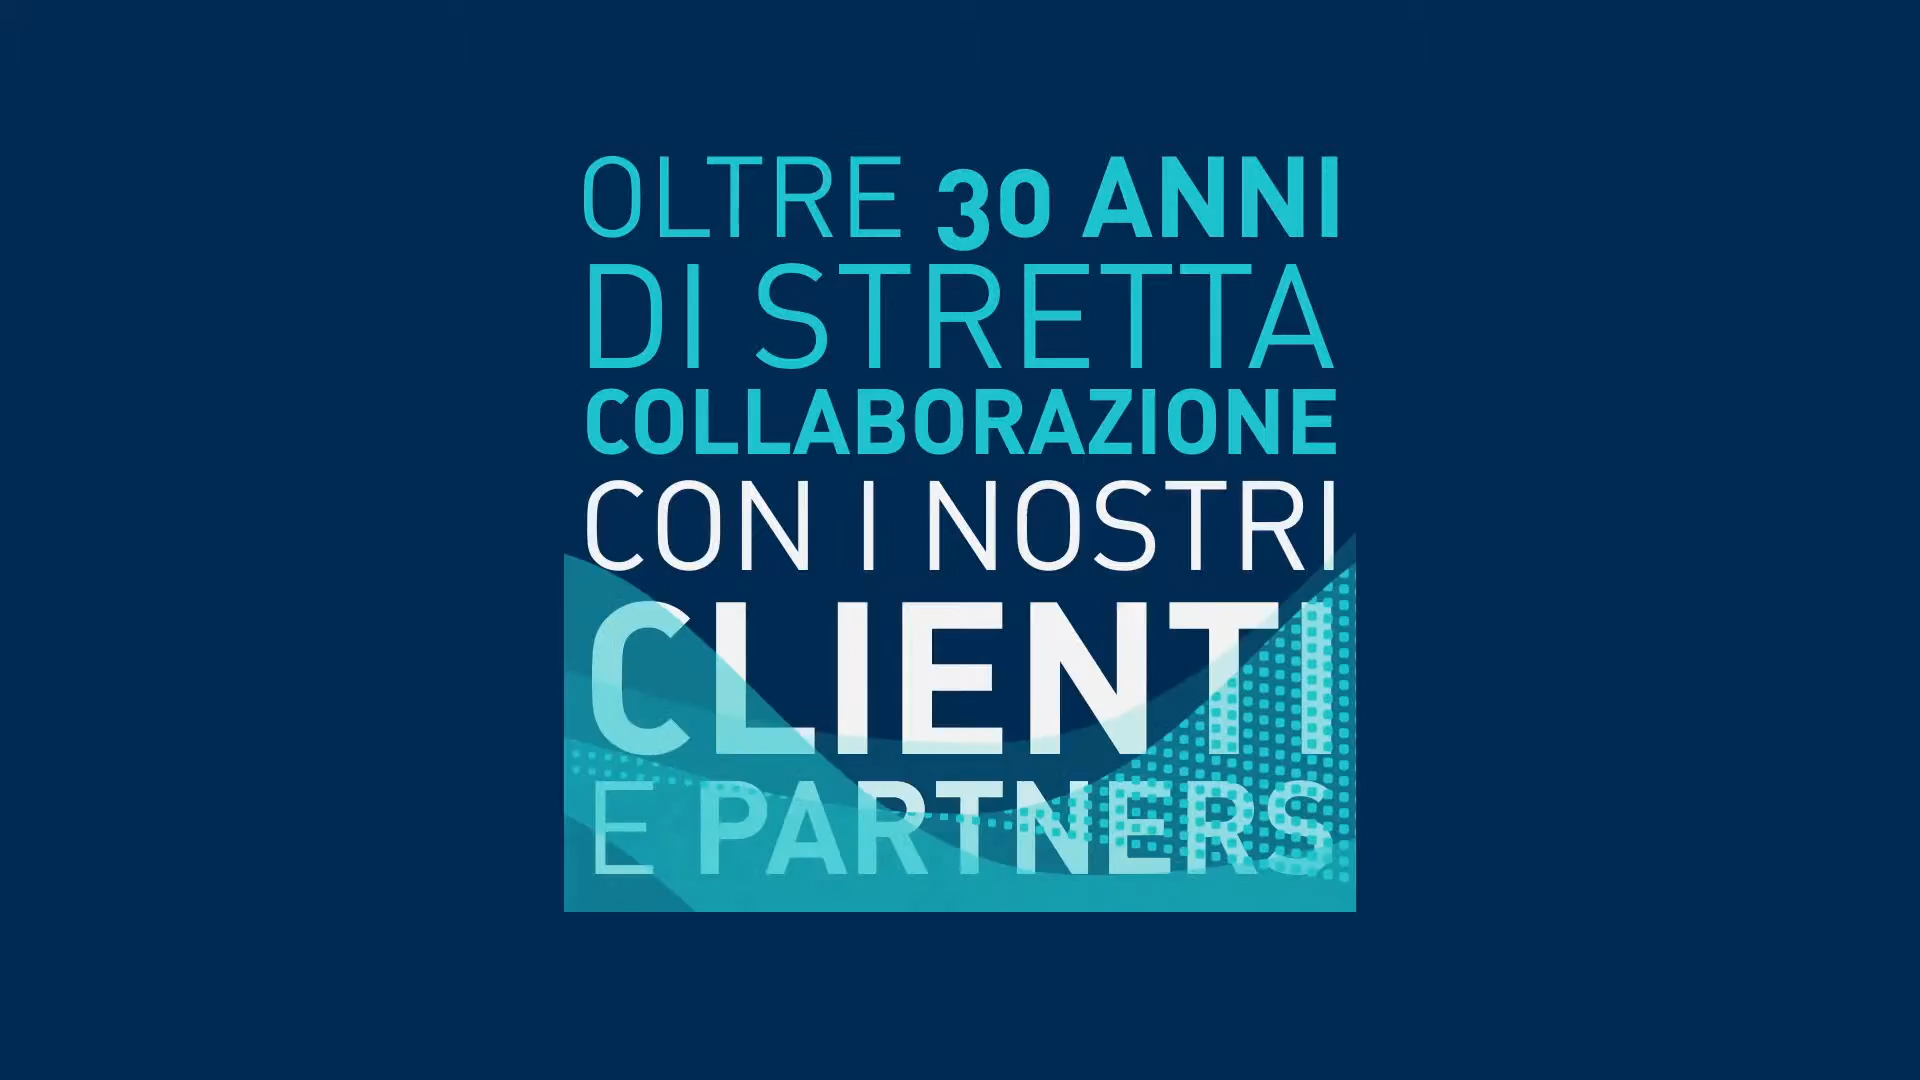 OLTRE 30 ANNI
DI STRETTA
COLLABORAZIONE
CON I NOSTRI
CLIENTI
E PARTNERS